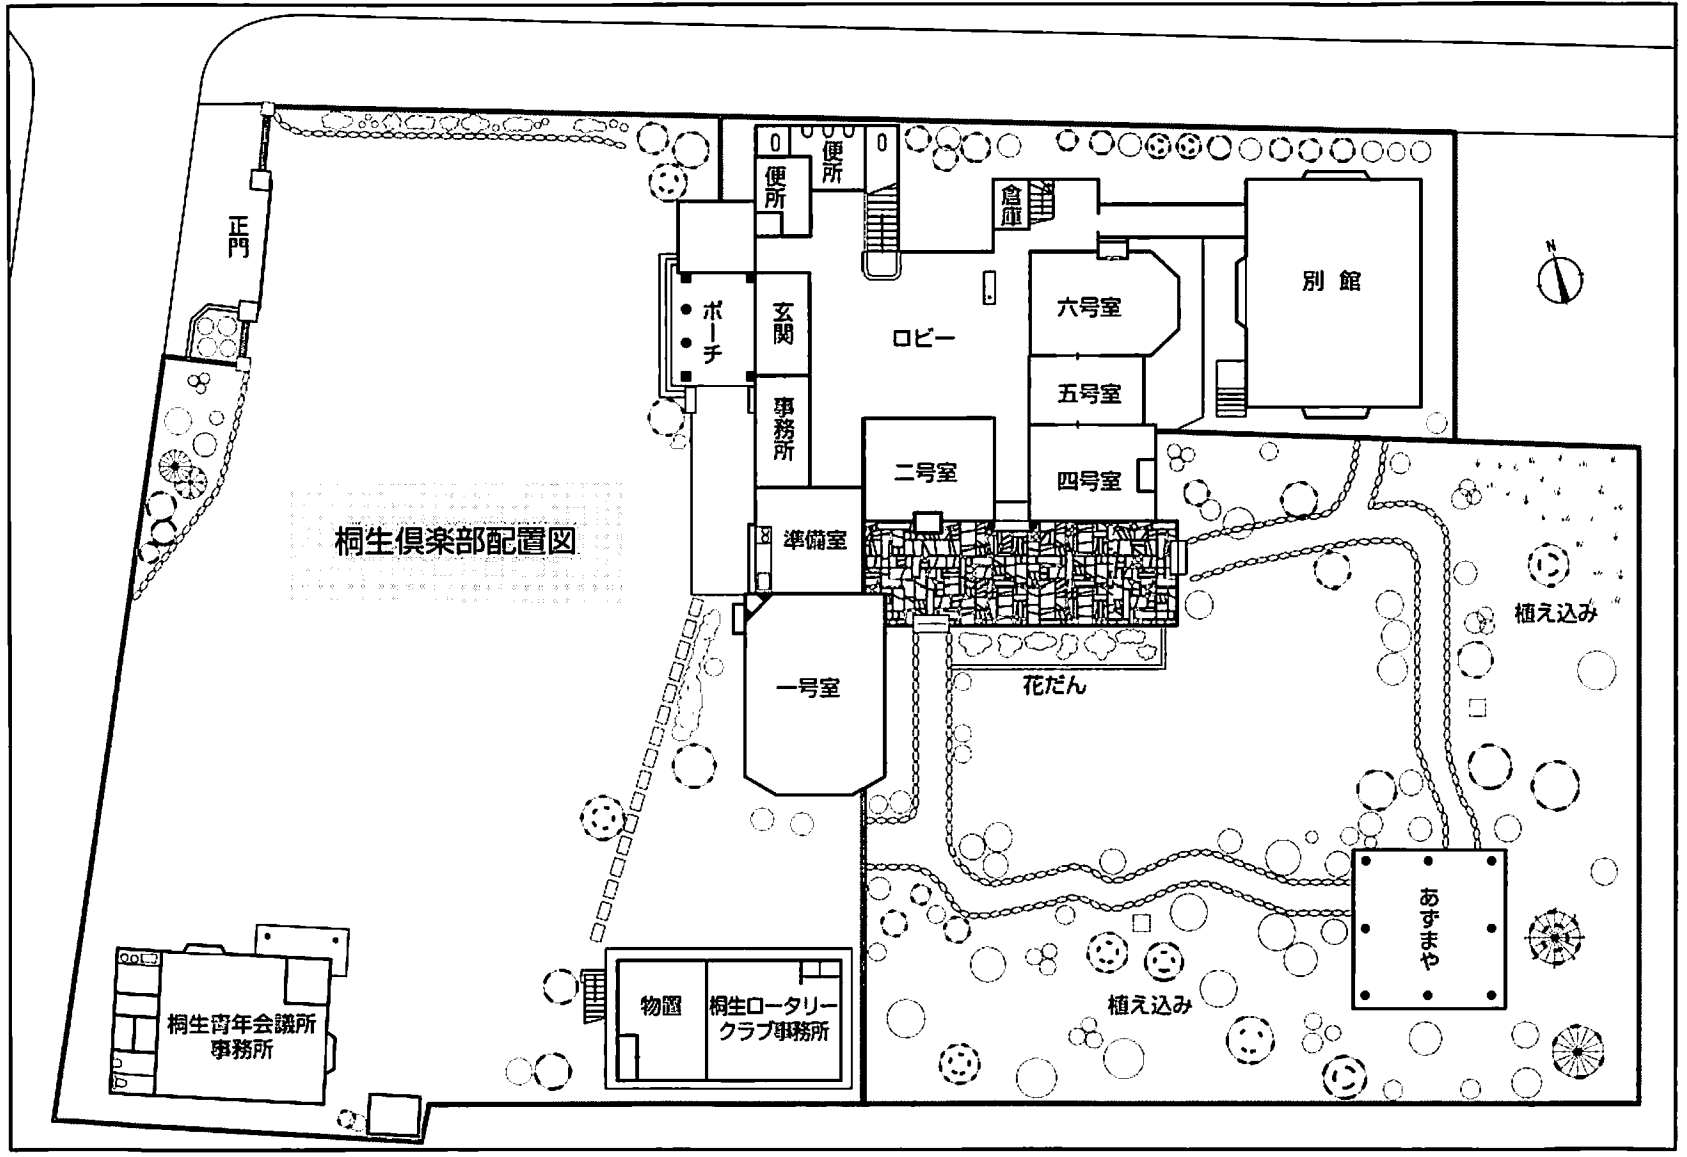 正門
便所
便所
倉庫
N
ポーチ
玄関
ロビー
六号室
別館
五号室
事務所
二号室
四号室
桐生倶楽部配置図
準備室
植え込み
一号室
花だん
あずまや
植え込み
物置
桐生ロータリー
クラブ事務所
桐生青年会議所
事務所